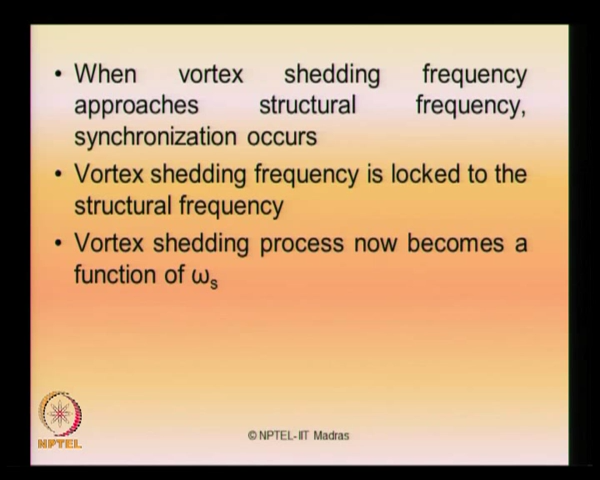 • When vortex shedding frequency
approaches structural frequency,
synchronization occurs
• Vortex shedding frequency is locked to the
structural frequency
• Vortex shedding process now becomes a
function of ωs
NPTEL
© NPTEL-IIT Madras